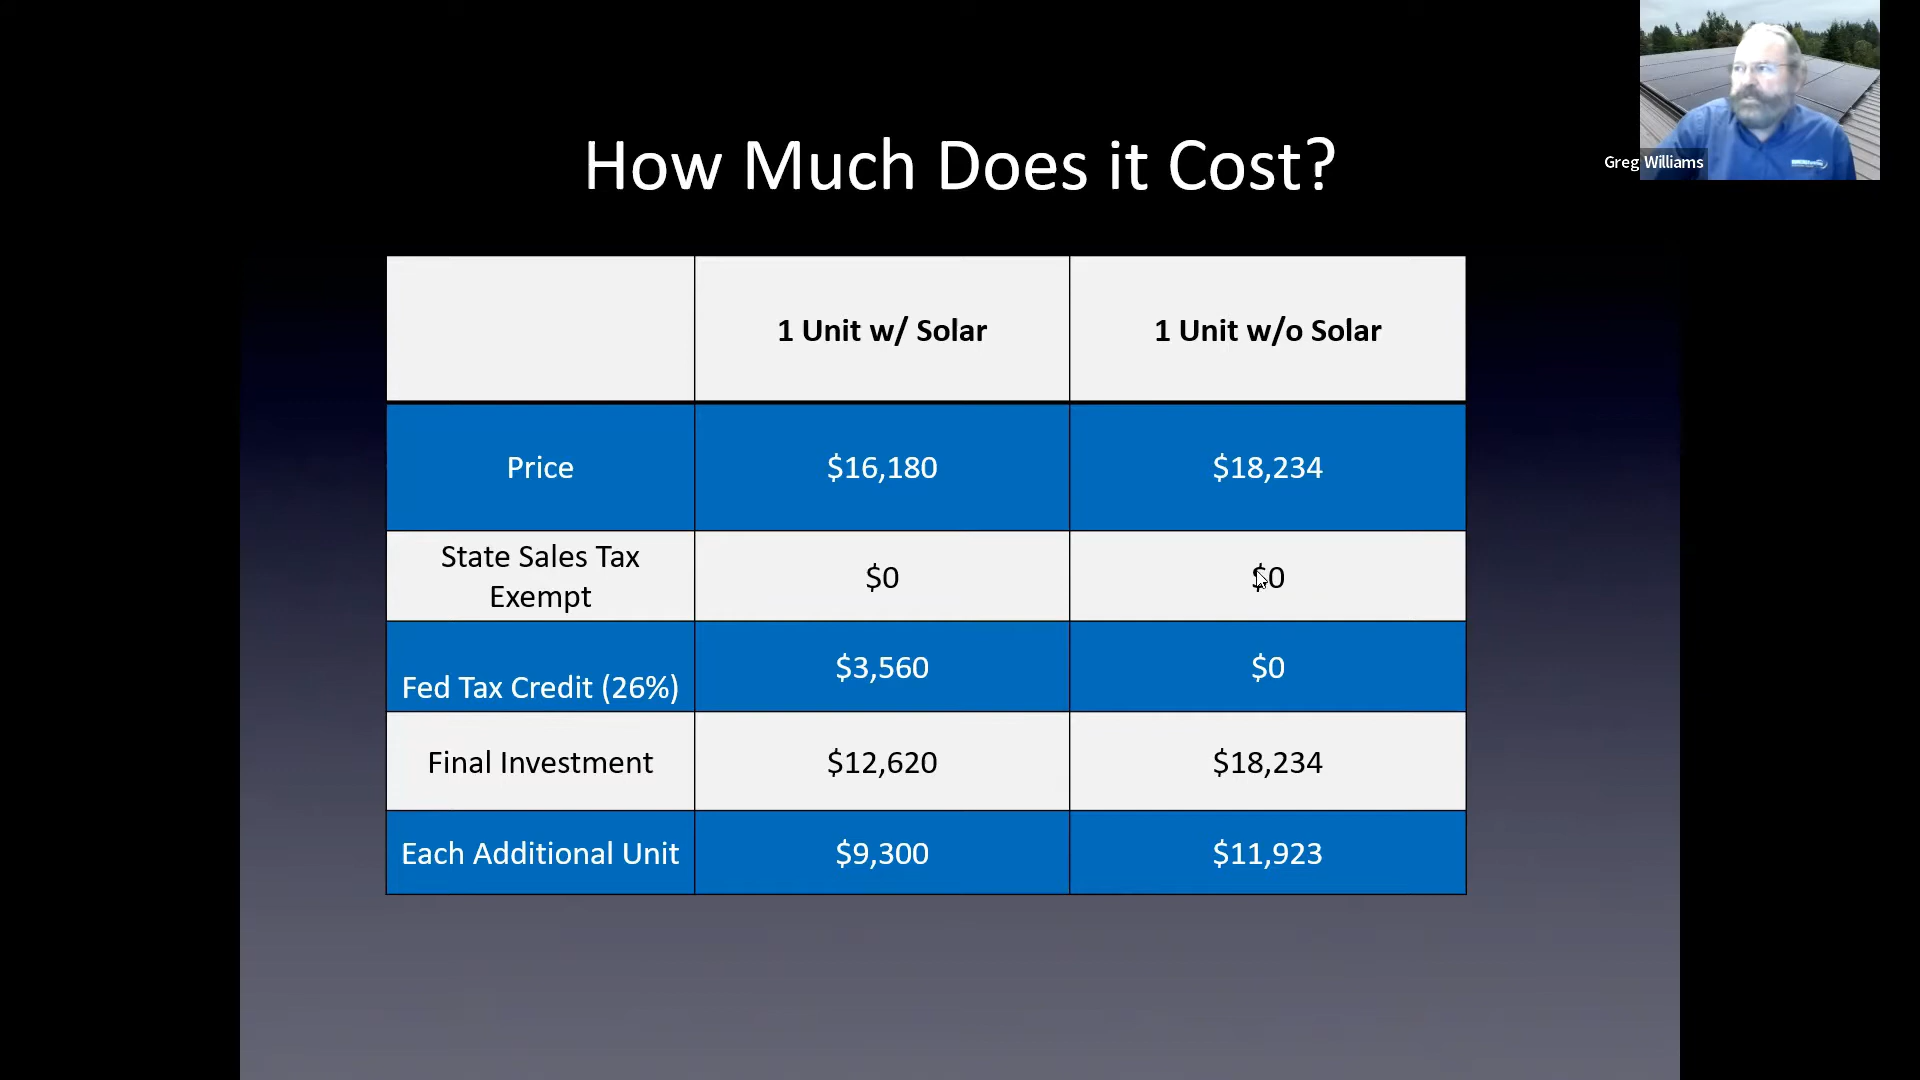 How Much Does it Cost?
Greg Williams
1 Unit w/ Solar
1 Unit w/o Solar
Price
$16,180
$18,234
State Sales Tax
Exempt
$0
$0
Fed Tax Credit (26%)
$3,560
$0
Final Investment
$12,620
$18,234
Each Additional Unit
$9,300
$11,923